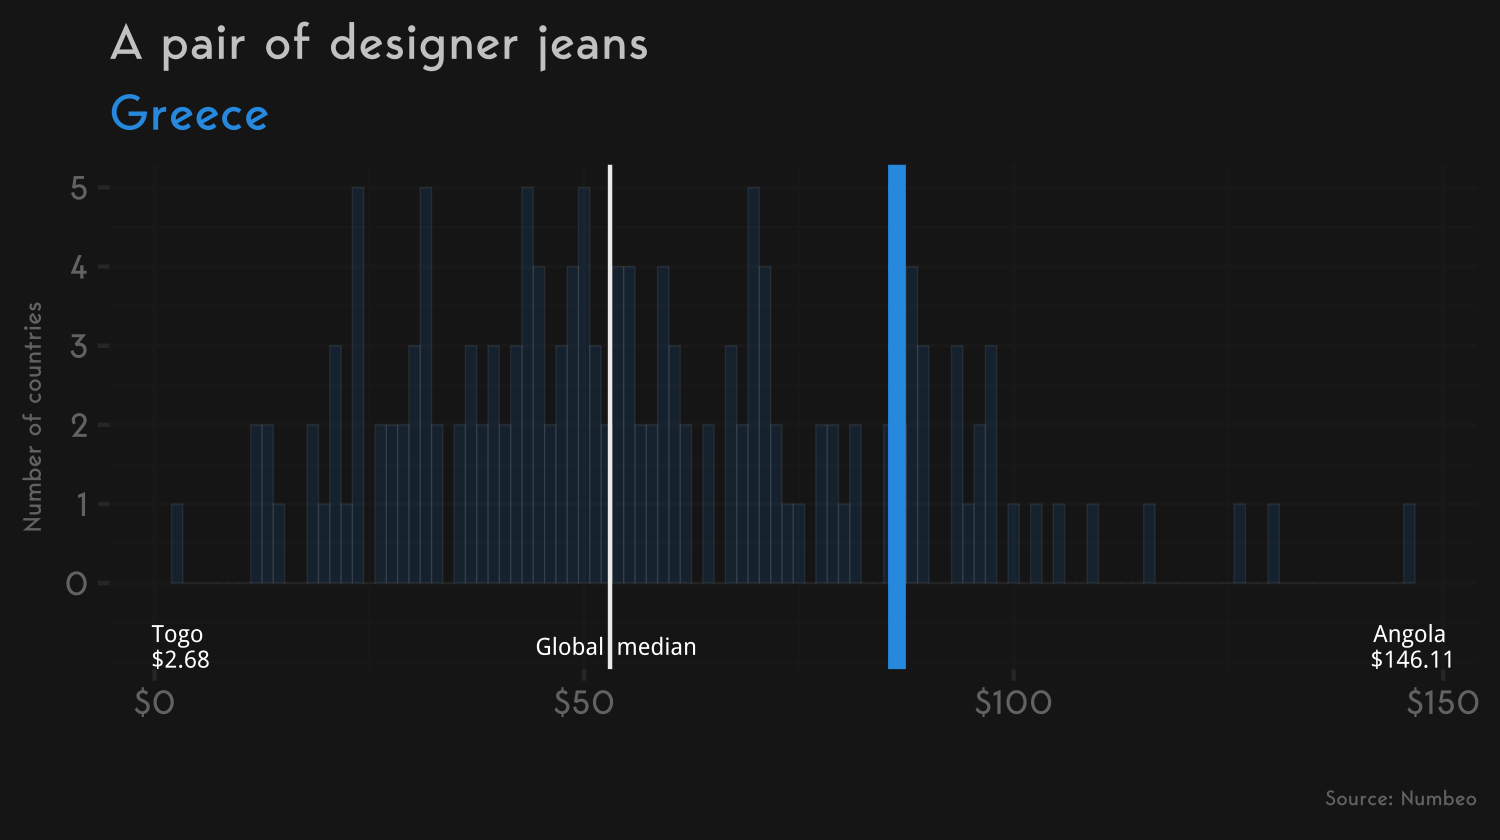 A pair of designer jeans
Greece
Number of countries
5
4
3
2
1
0
Togo
$2.68
Global median
Angola
$146.11
$0
$50
$100
$150
Source: Numbeo